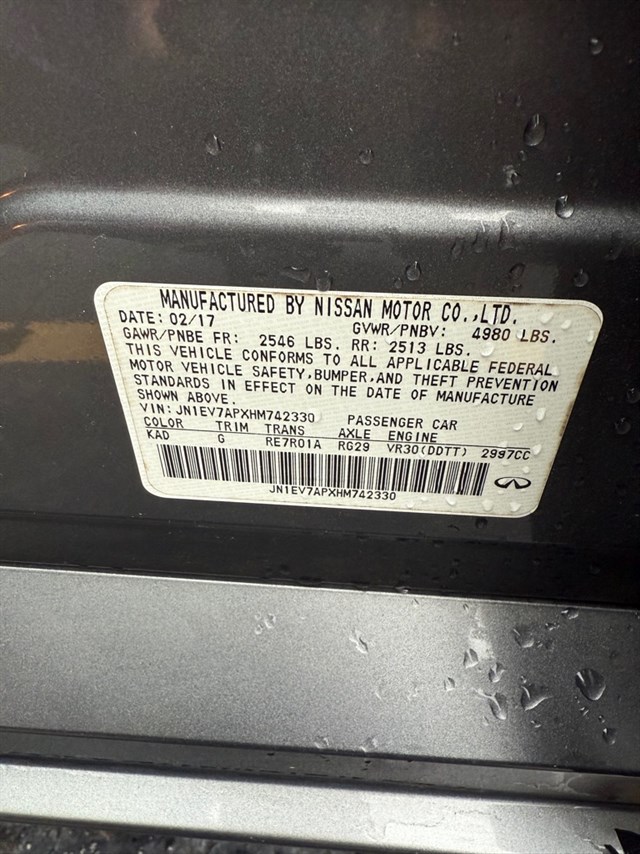 MANUFACTURED BY NISSAN MOTOR CO.,LTD.
DATE: 02/17 GVWR/PNBV: 4980 LBS.
GAWR/PNBE FR: 2546 LBS. RR: 2513 LBS.
THIS VEHICLE CONFORMS TO ALL APPLICABLE FEDERAL
MOTOR VEHICLE SAFETY,BUMPER,AND THEFT PREVENTION
STANDARDS IN EFFECT ON THE DATE OF MANUFACTURE
SHOWN ABOVE.
VIN: JN1EV7APXHM742330 PASSENGER CAR
COLOR TRIM TRANS AXLE ENGINE
KAD G RE7R01A RG29 VR30(DDTT) 2997CC
JN1EV7APXHM742330